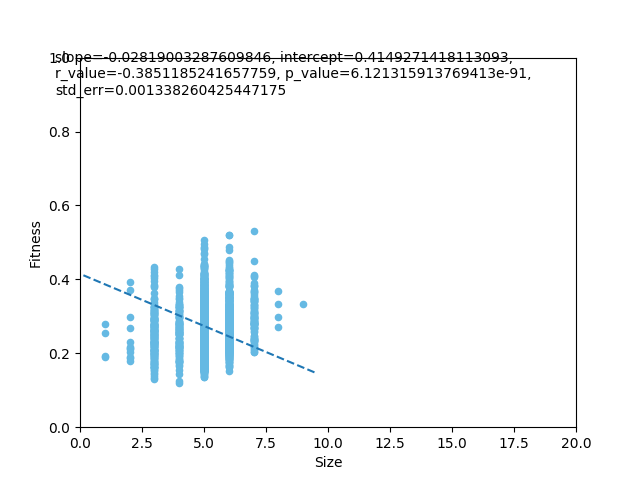 slope=-0.02819003287609846, intercept=0.4149271418113093,
r_value=-0.3851185241657759, p_value=6.121315913769413e-91,
std_err=0.001338260425447175
1.0
0.8
0.6
0.4
0.2
0.0
Fitness
0.0 2.5 5.0 7.5 10.0 12.5 15.0 17.5 20.0
Size